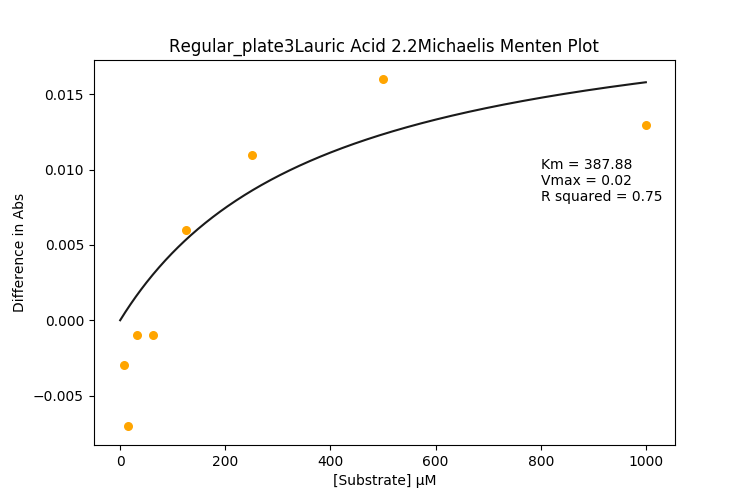 Regular_plate3Lauric Acid 2.2Michaelis Menten Plot
0.015
0.010
0.005
0.000
−0.005
Difference in Abs
Km = 387.88
Vmax = 0.02
R squared = 0.75
0 200 400 600 800 1000
[Substrate] μM